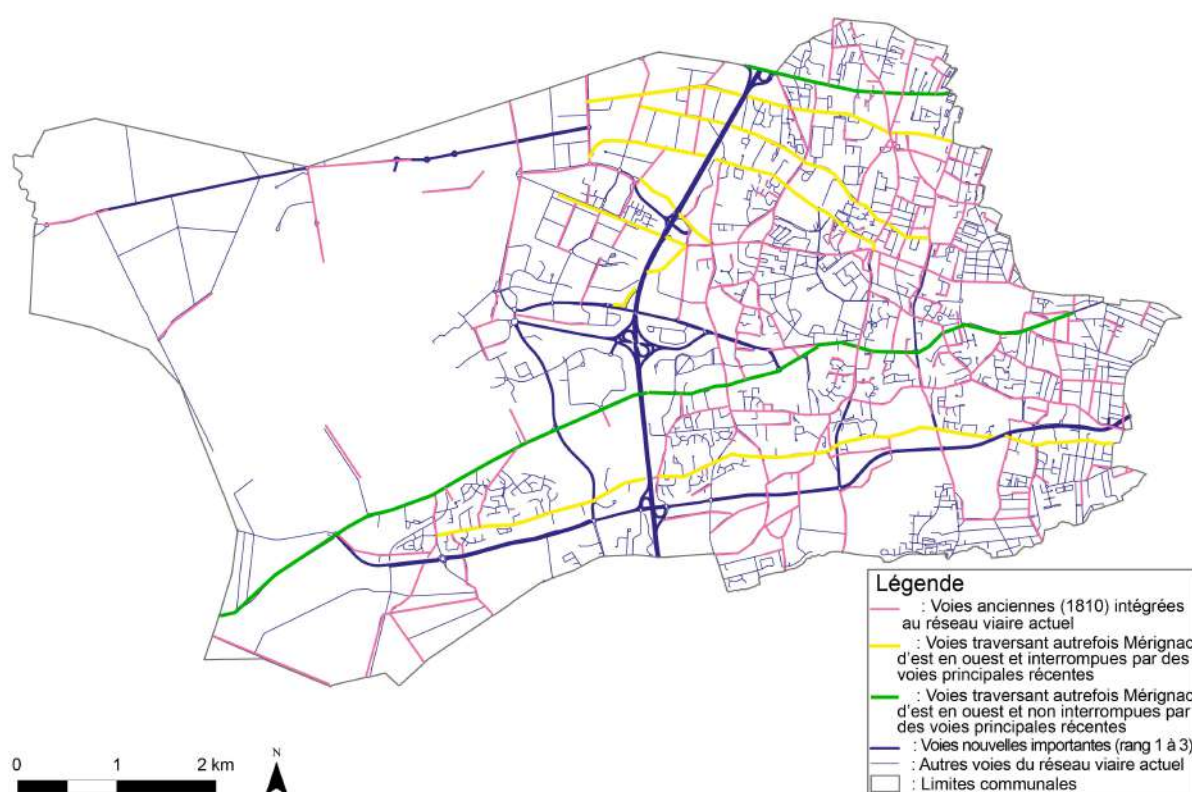 Légende
: Voies anciennes (1810) intégrées
au réseau viaire actuel
: Voies traversant autrefois Mérignac
d'est en ouest et interrompues par des
voies principales récentes
: Voies traversant autrefois Mérignac
d'est en ouest et non interrompues par
des voies principales récentes
: Voies nouvelles importantes (rang 1 à 3)
: Autres voies du réseau viaire actuel
: Limites communales
0 1 2 km
N